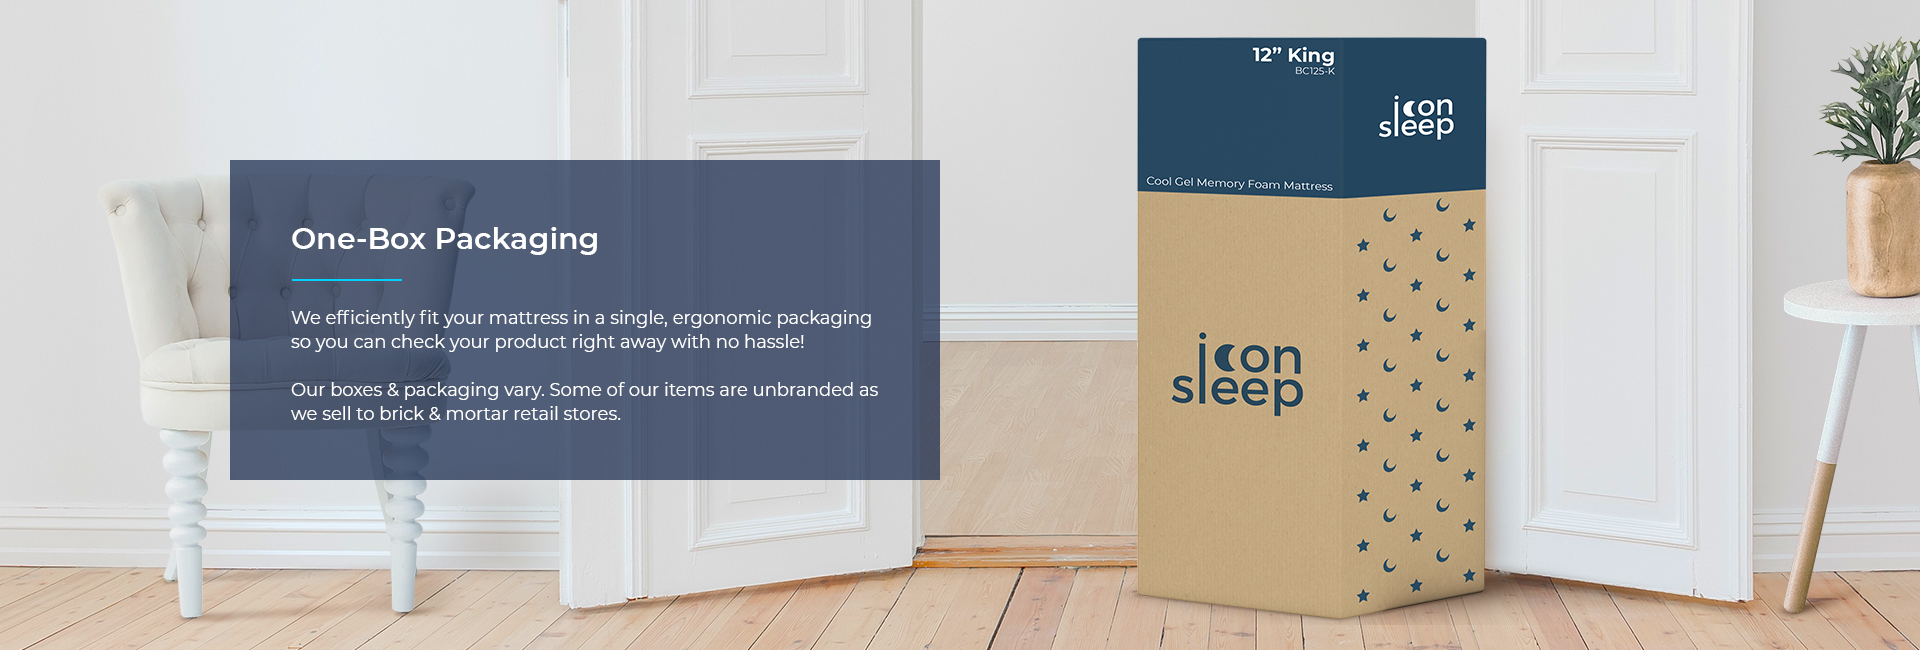 One-Box Packaging
We efficiently fit your mattress in a single, ergonomic packaging
so you can check your product right away with no hassle!
Our boxes & packaging vary. Some of our items are unbranded as
we sell to brick & mortar retail stores.
12” King
BC125-K
icon
sleep
Cool Gel Memory Foam Mattress
icon
sleep